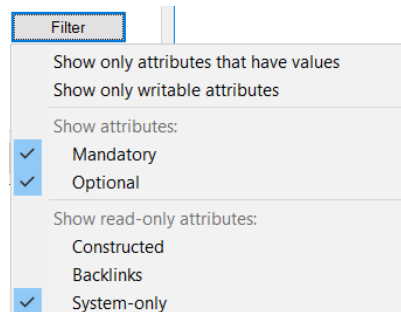 Filter
Show only attributes that have values
Show only writable attributes
Show attributes:
Mandatory
Optional
Show read-only attributes:
Constructed
Backlinks
System-only